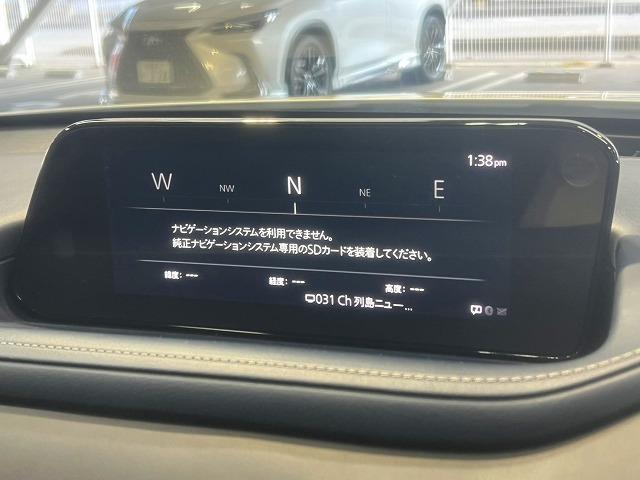 1:38pm
W NW N NE E
ナビゲーションシステムを利用できません。
純正ナビゲーションシステム専用のSDカードを装着してください。
緯度: --- 経度: --- 高度: ---
031 Ch 列島ニュー...